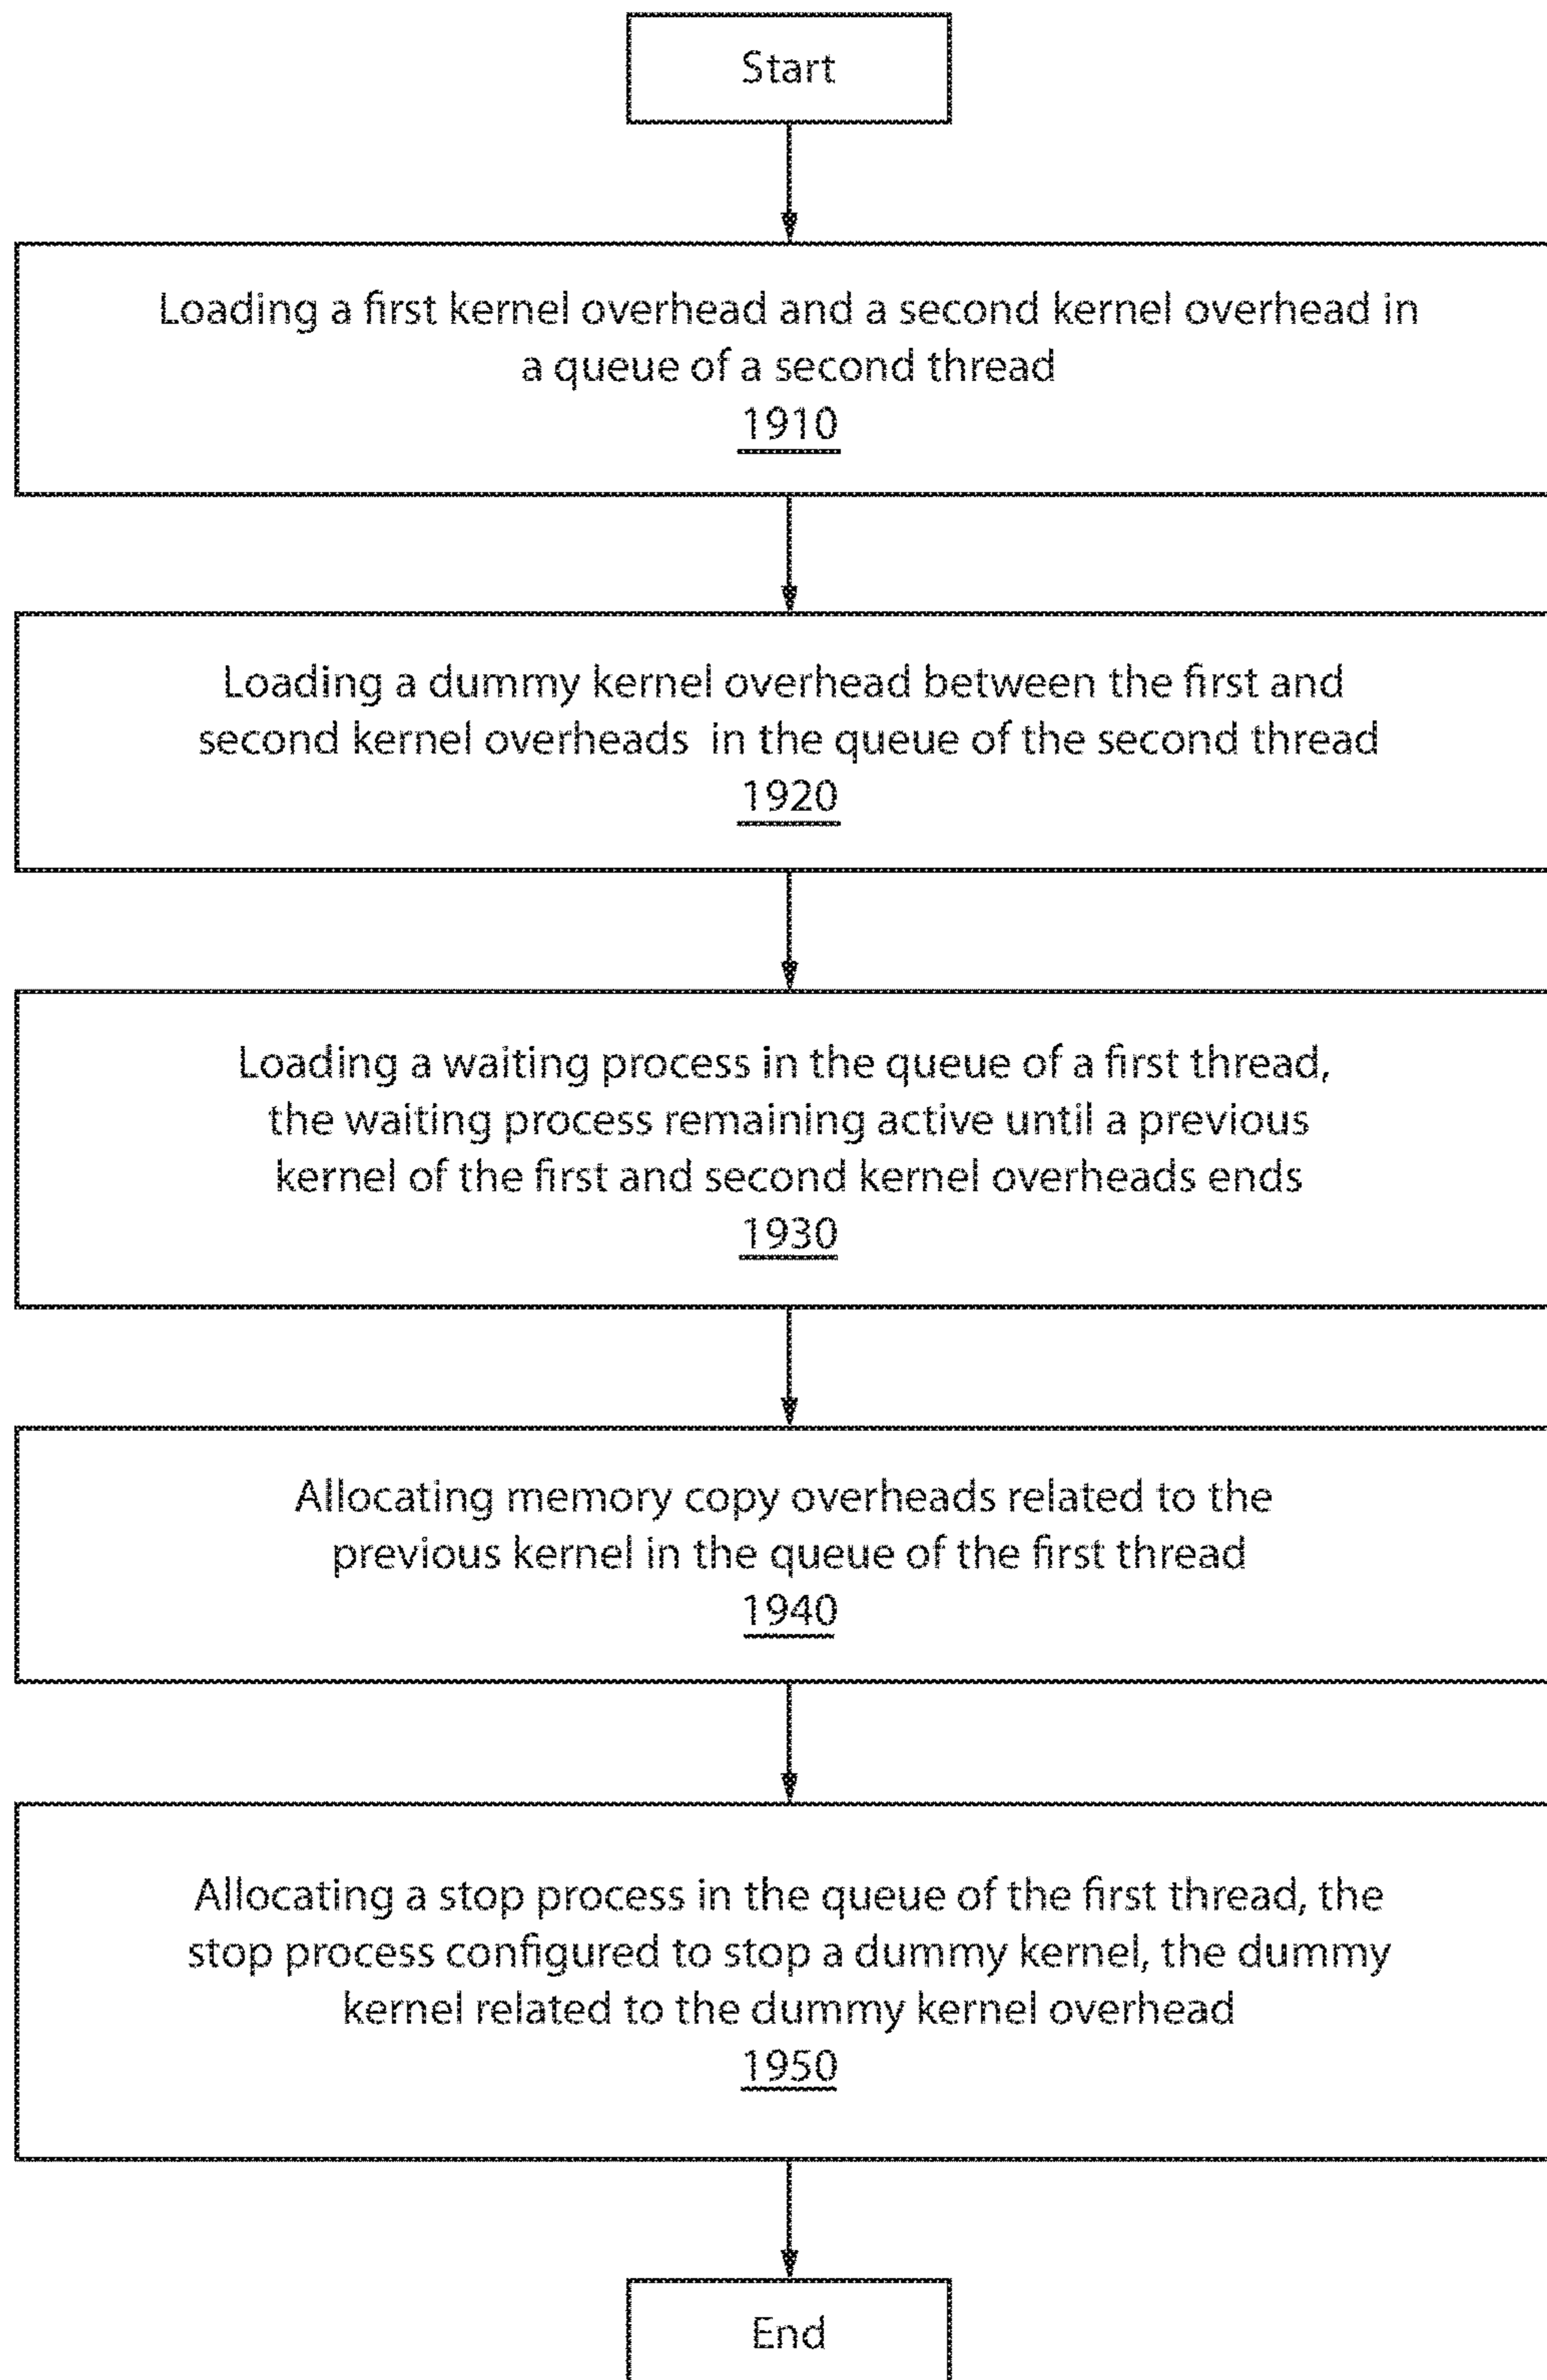 Start
Loading a first kernel overhead and a second kernel overhead in
a queue of a second thread
1910
Loading a dummy kernel overhead between the first and
second kernel overheads in the queue of the second thread
1920
Loading a waiting process in the queue of a first thread,
the waiting process remaining active until a previous
kernel of the first and second kernel overheads ends
1930
Allocating memory copy overheads related to the
previous kernel in the queue of the first thread
1940
Allocating a stop process in the queue of the first thread, the
stop process configured to stop a dummy kernel, the dummy
kernel related to the dummy kernel overhead
1950
End